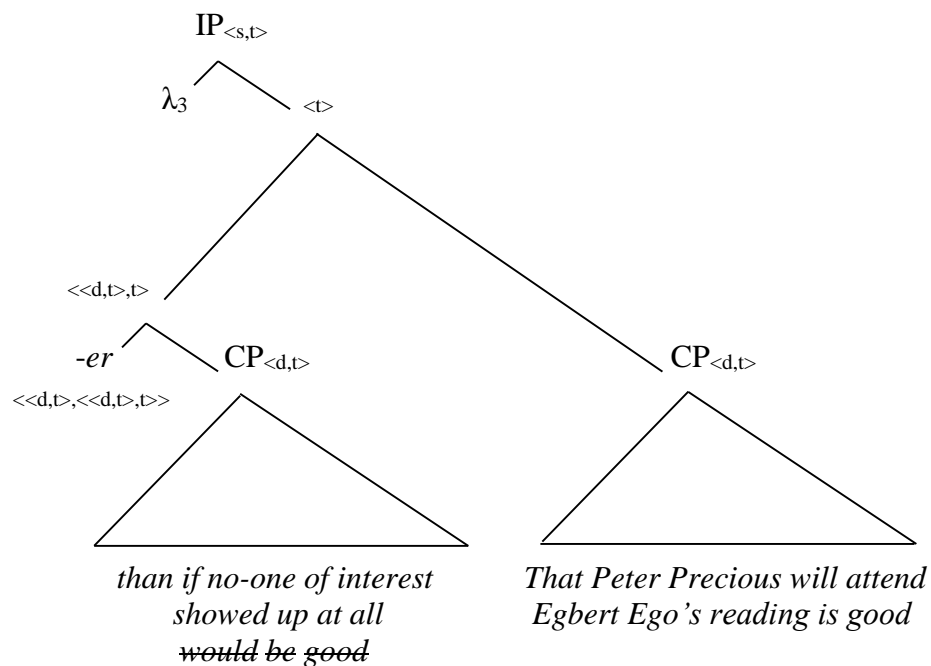 IP<s,t>
λ3
<t>
<<d,t>,t>
-er
CP<d,t>
CP<d,t>
<<d,t>,<<d,t>,t>>
than if no-one of interest
showed up at all
would be good
That Peter Precious will attend
Egbert Ego’s reading is good